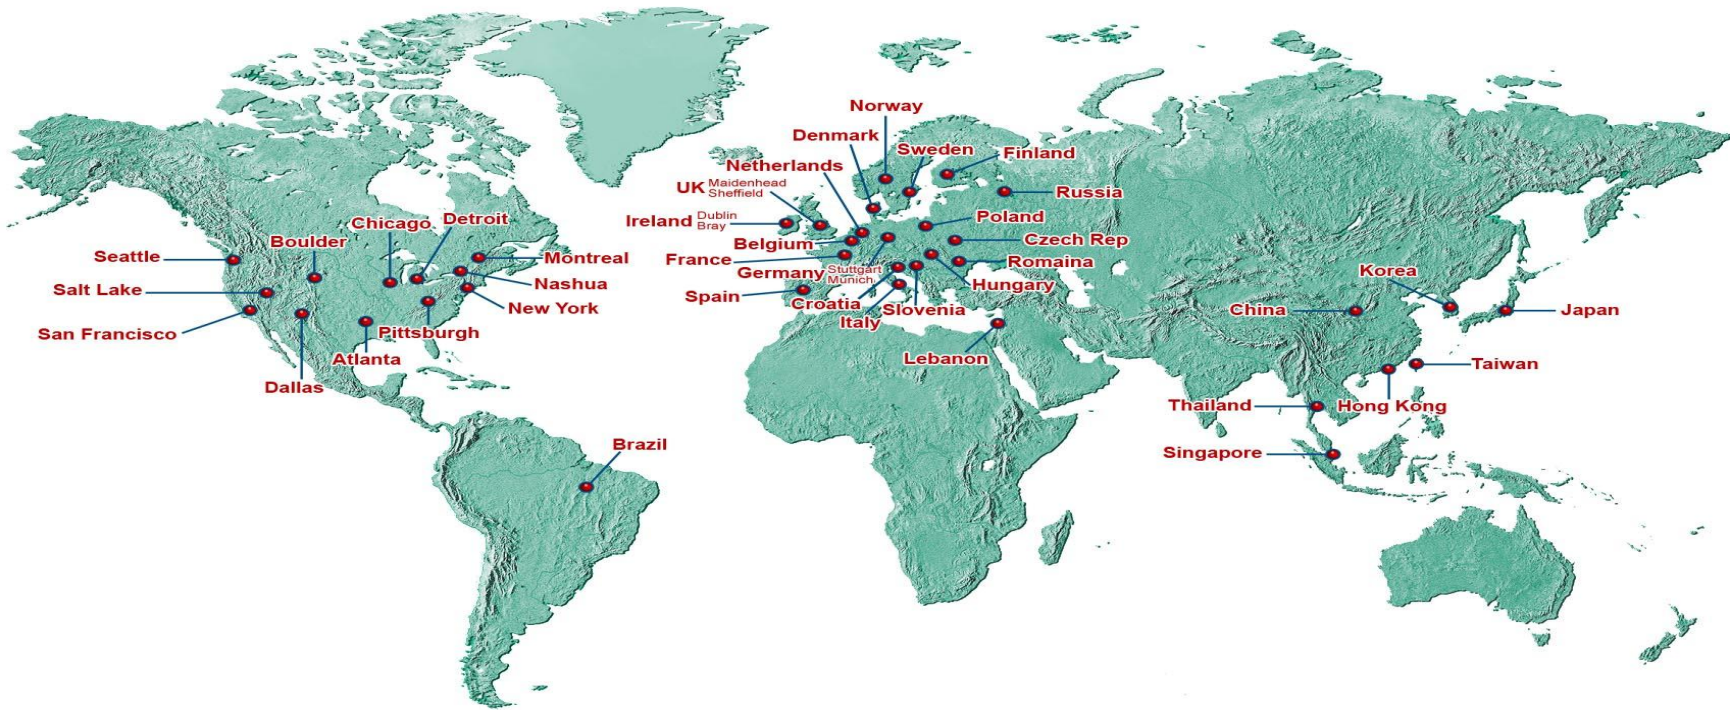 Norway
Denmark
Sweden
Finland
Netherlands
UK Maidenhead
Sheffield
Russia
Ireland Dublin
Bray
Poland
Chicago
Detroit
Boulder
Belgium
Czech Rep
Seattle
Montreal
France
Romaina
Germany Stuttgart
Munich
Korea
Salt Lake
Nashua
Hungary
Spain
Croatia
New York
Slovenia
China
Japan
Italy
San Francisco
Pittsburgh
Atlanta
Lebanon
Taiwan
Dallas
Thailand
Hong Kong
Brazil
Singapore